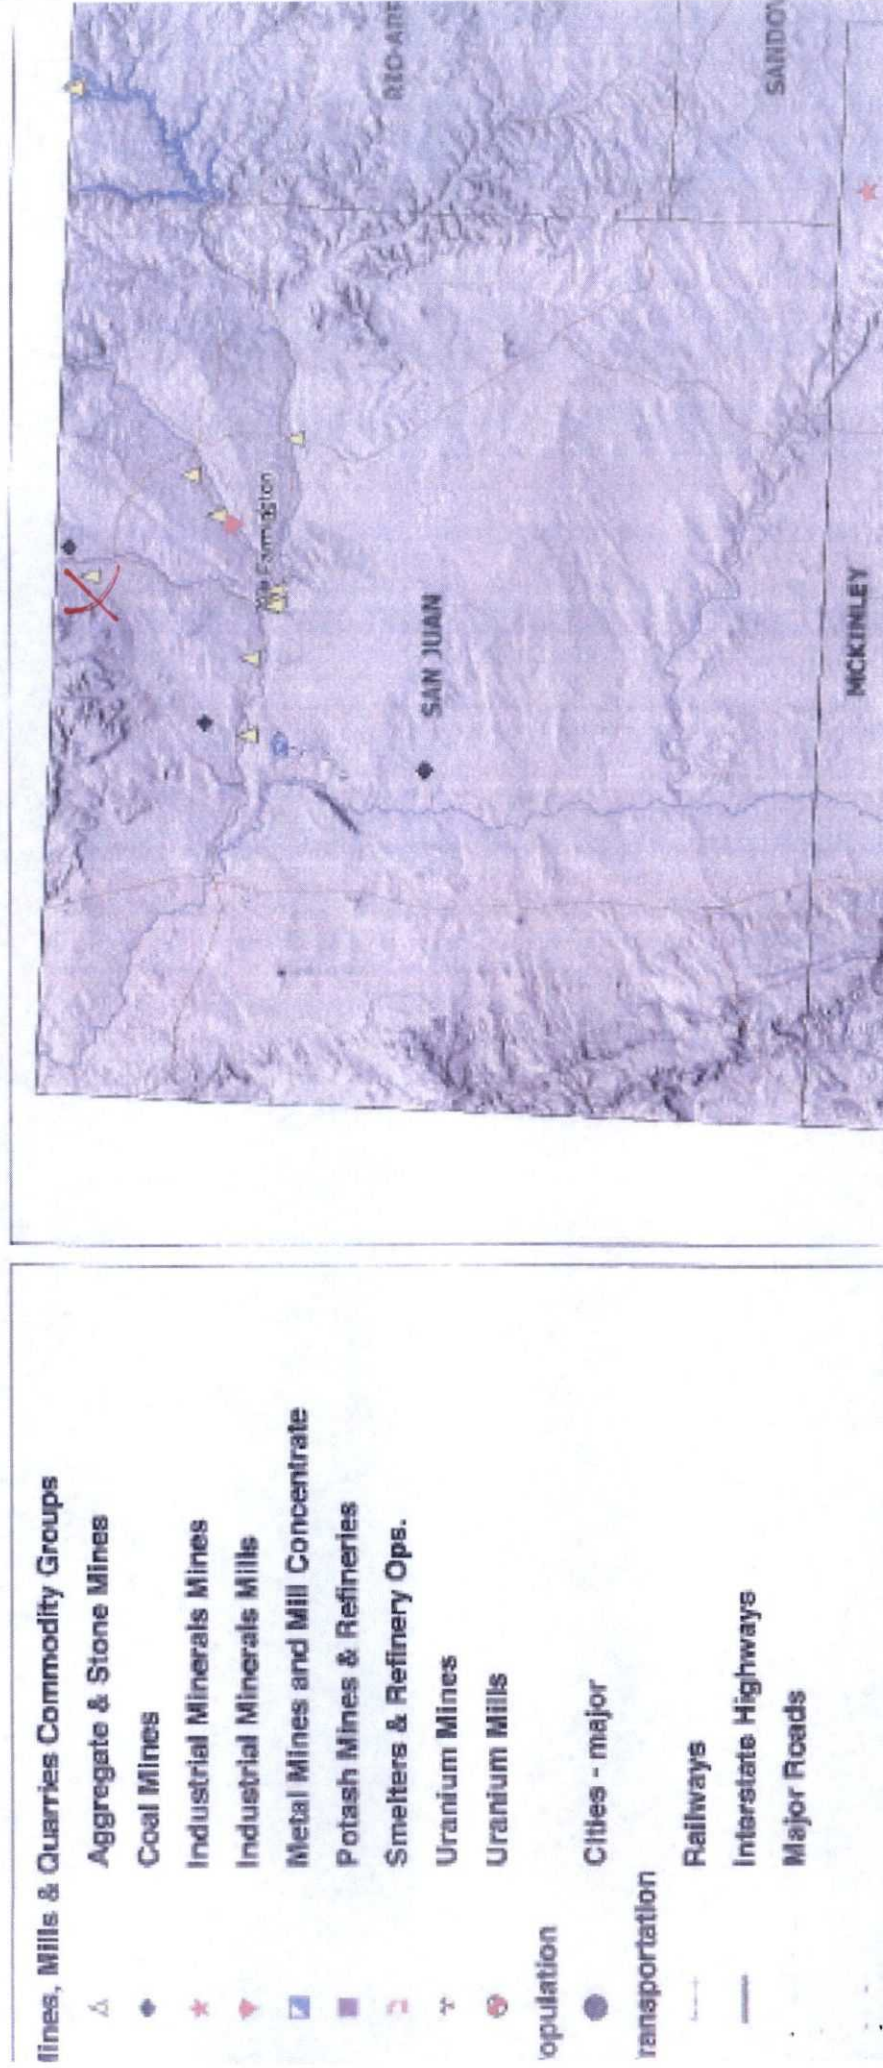 lines, Mills & Quarries Commodity Groups
Aggregate & Stone Mines
Coal Mines
Industrial Minerals Mines
Industrial Minerals Mills
Metal Mines and Mill Concentrate
Potash Mines & Refineries
Smelters & Refinery Ops.
Uranium Mines
Uranium Mills
opulation
Cities - major
ransportation
Railways
Interstate Highways
Major Roads
RIO ARR
SANDOV
Farmington
SAN JUAN
MCKINLEY